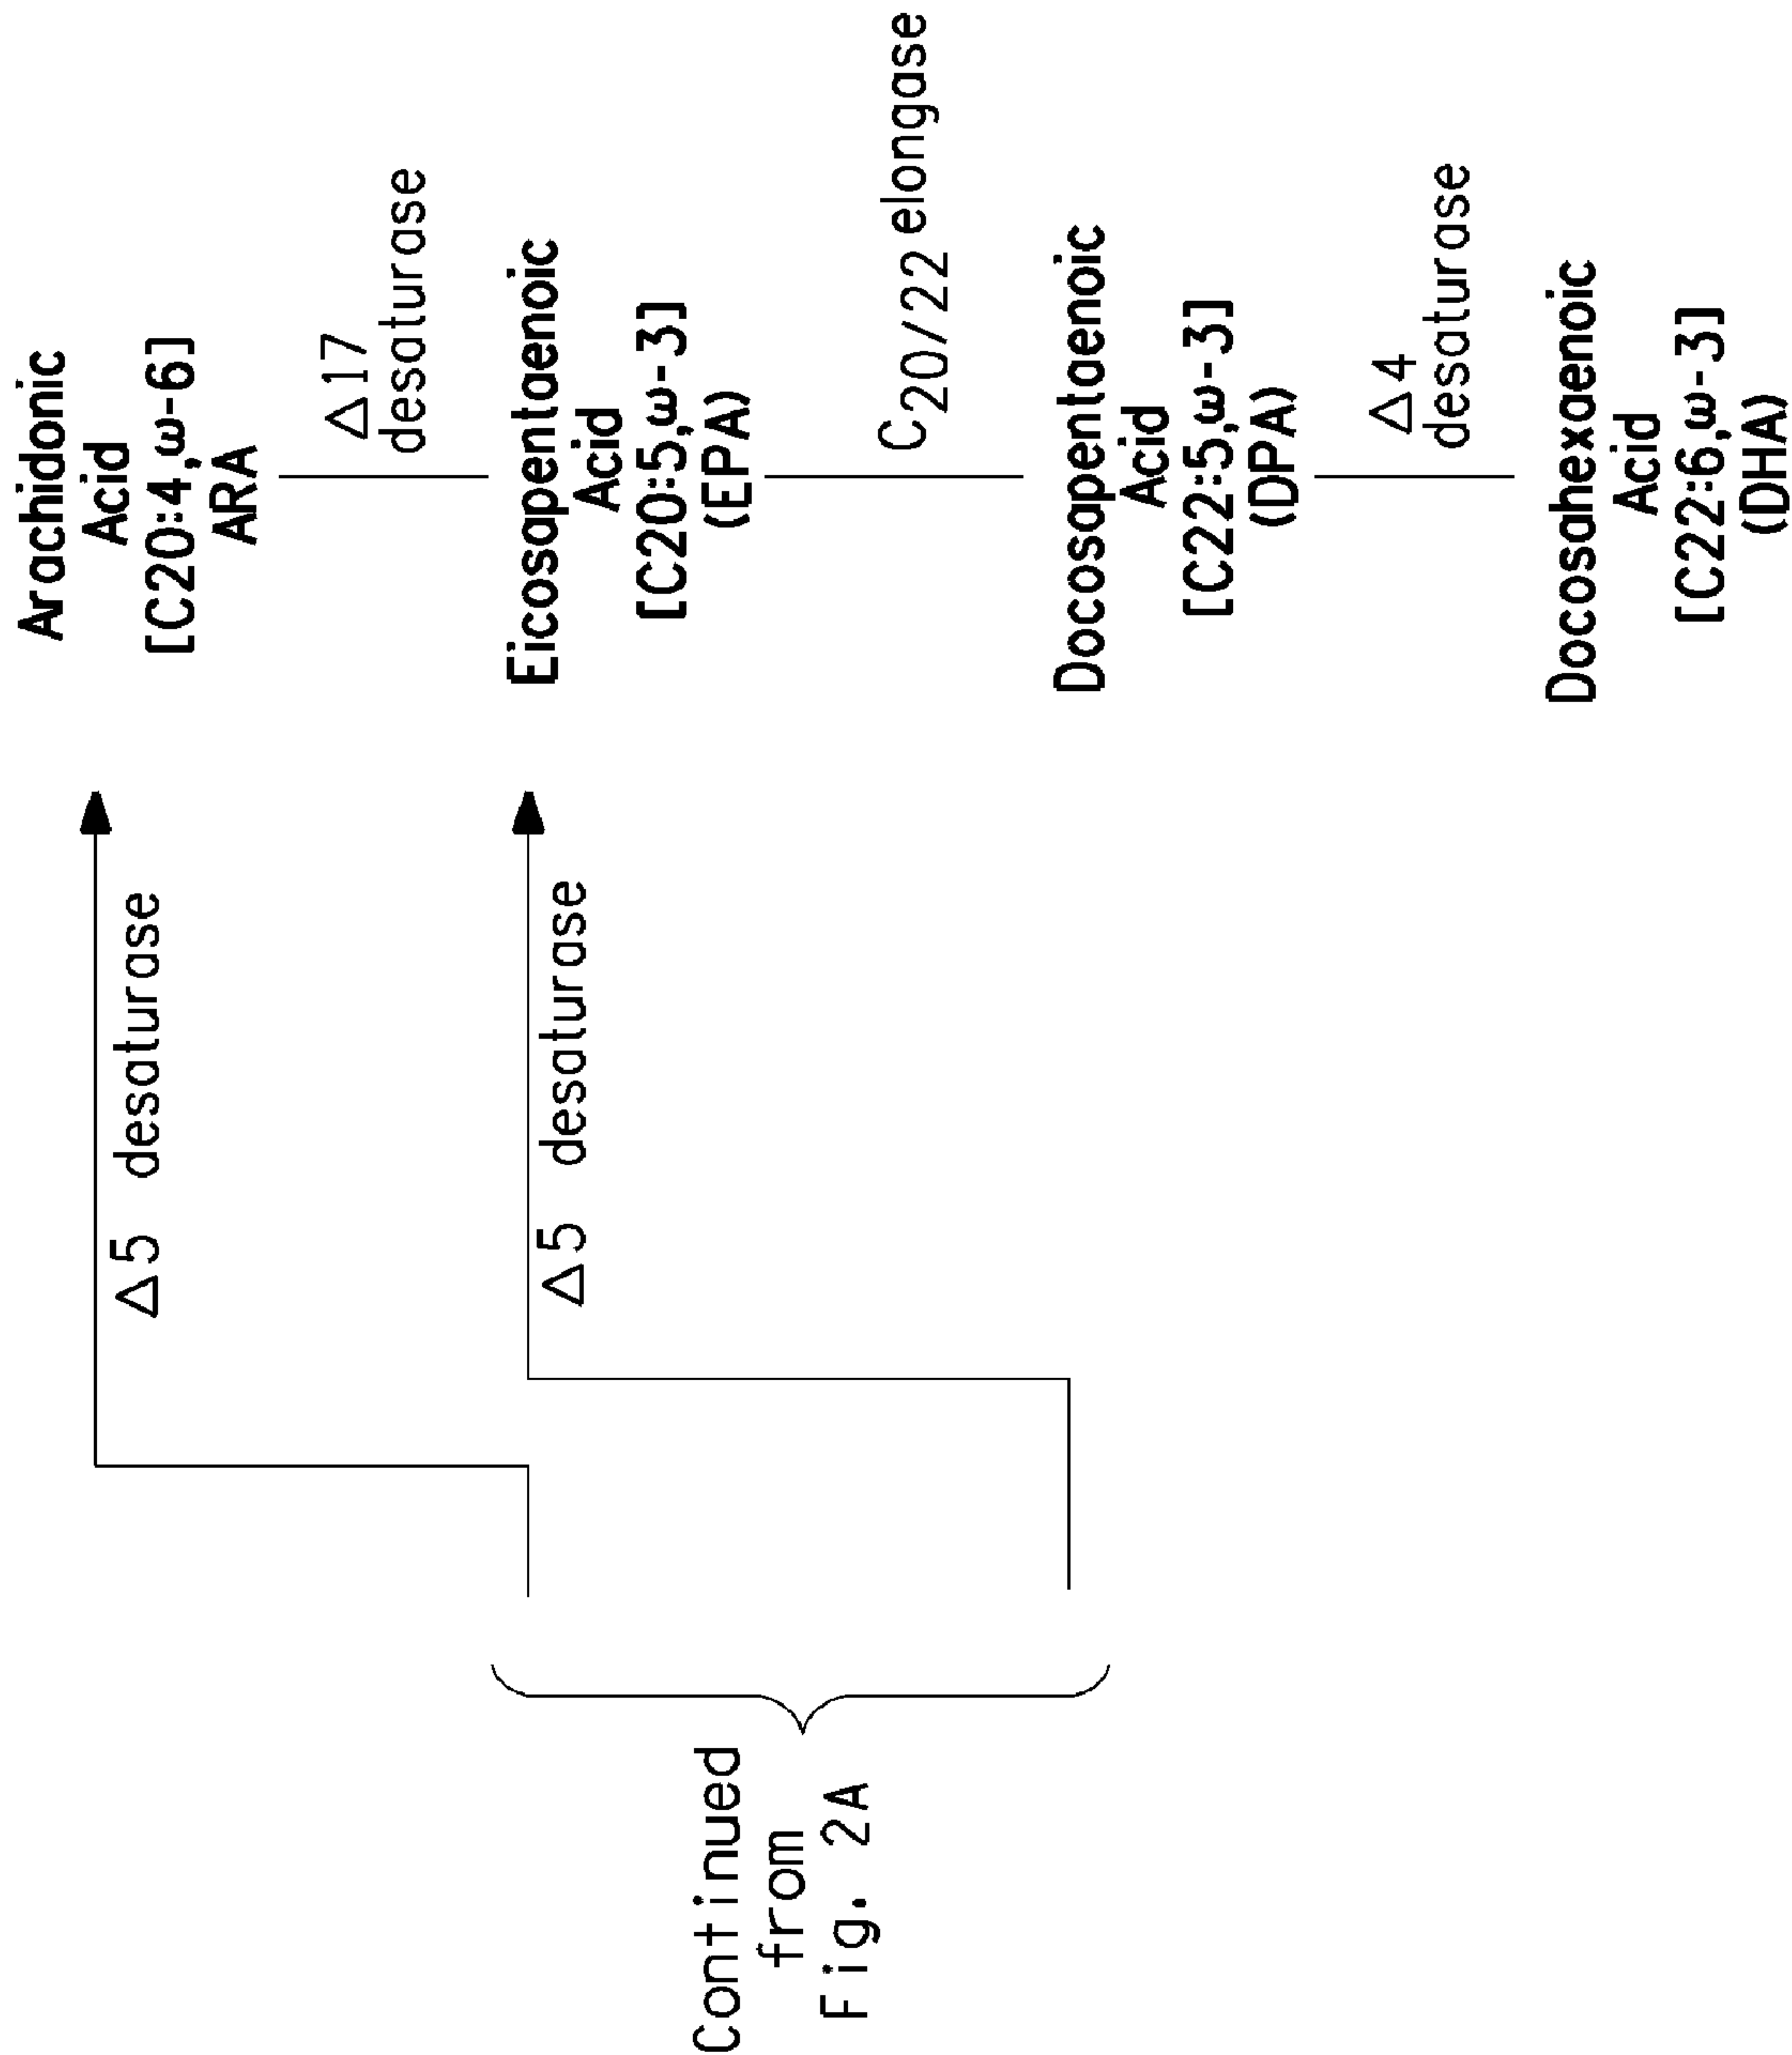 Continued
from
Fig. 2A
Δ5 desaturase
Δ5 desaturase
Arachidonic
Acid
[C20:4,ω-6]
ARA
Δ17
desaturase
Eicosapentaenoic
Acid
[C20:5,ω-3]
(EPA)
C20/22 elongase
Docosapentaenoic
Acid
[C22:5,ω-3]
(DPA)
Δ4
desaturase
Docosahexaenoic
Acid
[C22:6,ω-3]
(DHA)